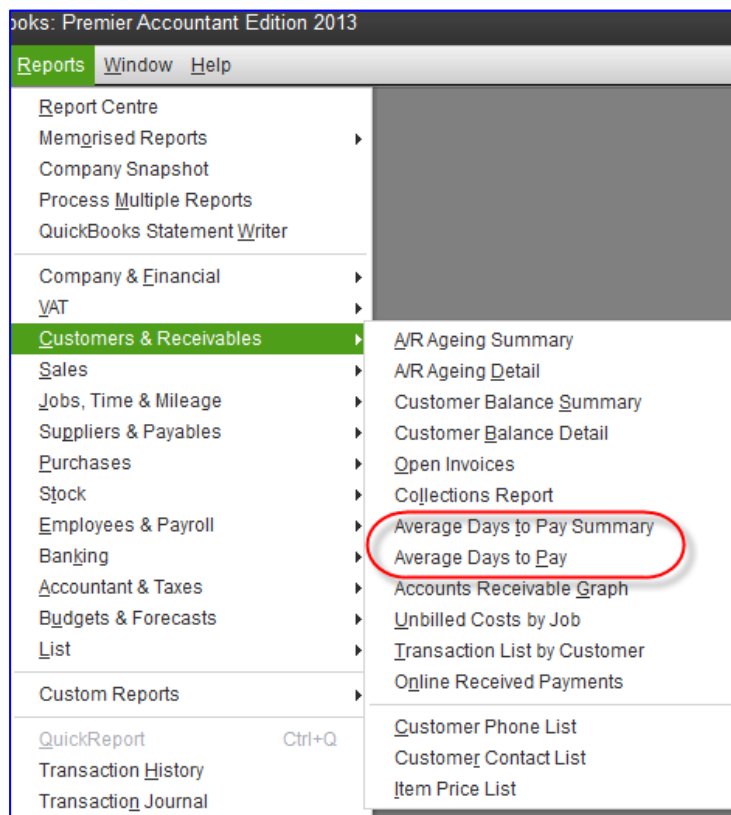 ooks: Premier Accountant Edition 2013
Reports Window Help
Report Centre
Memorised Reports
Company Snapshot
Process Multiple Reports
QuickBooks Statement Writer
Company & Financial
VAT
Customers & Receivables
Sales
Jobs, Time & Mileage
Suppliers & Payables
Purchases
Stock
Employees & Payroll
Banking
Accountant & Taxes
Budgets & Forecasts
List
Custom Reports
QuickReport Ctrl+Q
Transaction History
Transaction Journal
A/R Ageing Summary
A/R Ageing Detail
Customer Balance Summary
Customer Balance Detail
Open Invoices
Collections Report
Average Days to Pay Summary
Average Days to Pay
Accounts Receivable Graph
Unbilled Costs by Job
Transaction List by Customer
Online Received Payments
Customer Phone List
Customer Contact List
Item Price List